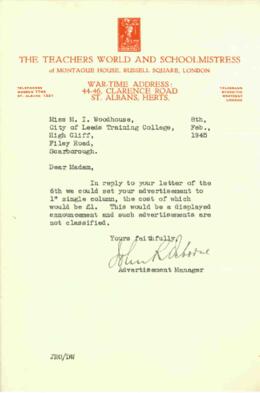 THE TEACHERS WORLD AND SCHOOLMISTRESS
of MONTAGUE HOUSE, RUSSELL SQUARE, LONDON
WAR-TIME ADDRESS:
44-46, CLARENCE ROAD
ST. ALBANS, HERTS.
Miss M. I. Woodhouse, 8th,
City of Leeds Training College, Feb.,
High Cliff, 1945
Filey Road,
Scarborough.
Dear Madam,
In reply to your letter of the
6th we could set your advertisement to
1" single column, the cost of which
would be £1. This would be a displayed
announcement and such advertisements are
not classified.
Yours faithfully,
John R Osborne
Advertisement Manager